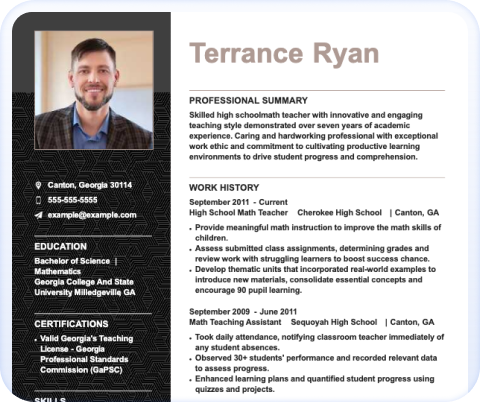 Terrance Ryan
Canton, Georgia 30114
555-555-5555
example@example.com
EDUCATION
Bachelor of Science |
Mathematics
Georgia College And State
University Milledgeville GA
CERTIFICATIONS
• Valid Georgia's Teaching
License - Georgia
Professional Standards
Commission (GaPSC)
SKILLS
PROFESSIONAL SUMMARY
Skilled high schoolmath teacher with innovative and engaging
teaching style demonstrated over seven years of academic
experience. Caring and hardworking professional with exceptional
work ethic and commitment to cultivating productive learning
environments to drive student progress and comprehension.
WORK HISTORY
September 2011 - Current
High School Math Teacher Cherokee High School | Canton, GA
• Provide meaningful math instruction to improve the math skills of
children.
• Assess submitted class assignments, determining grades and
review work with struggling learners to boost success chance.
• Develop thematic units that incorporated real-world examples to
introduce new materials, consolidate essential concepts and
encourage 90 pupil learning.
September 2009 - June 2011
Math Teaching Assistant Sequoyah High School | Canton, GA
• Took daily attendance, notifying classroom teacher immediately of
any student absences.
• Observed 30+ students' performance and recorded relevant data
to assess progress.
• Enhanced learning plans and quantified student progress using
quizzes and projects.